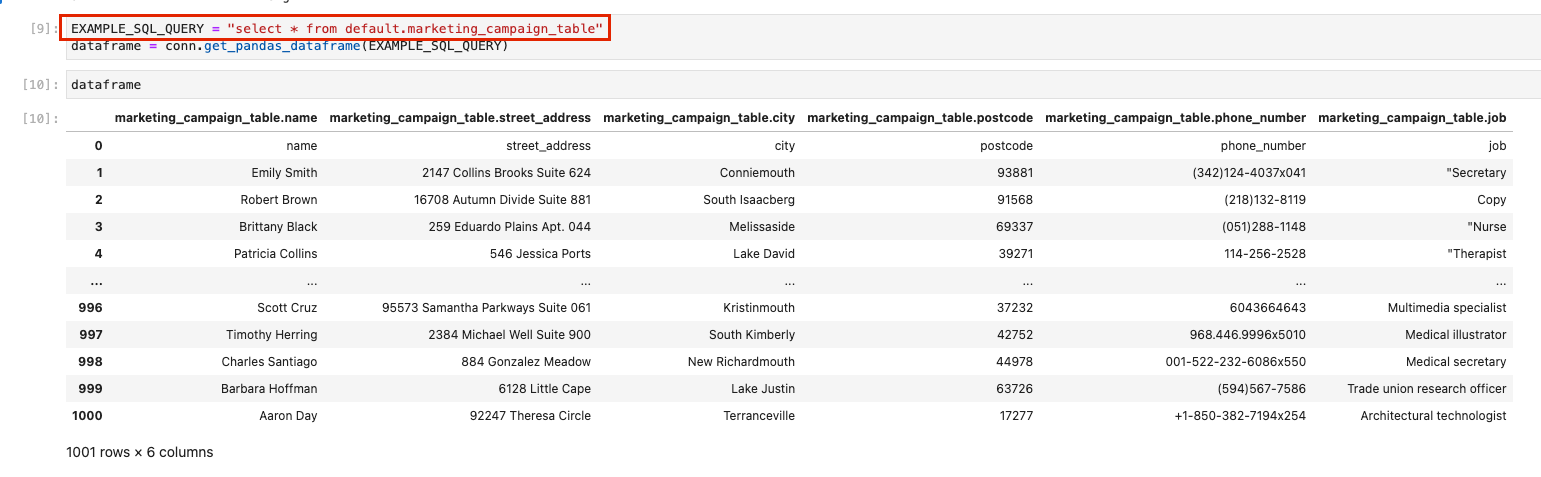 [9]: EXAMPLE_SQL_QUERY = "select * from default.marketing_campaign_table"
dataframe = conn.get_pandas_dataframe(EXAMPLE_SQL_QUERY)
[10]: dataframe
[10]: marketing_campaign_table.name marketing_campaign_table.street_address marketing_campaign_table.city marketing_campaign_table.postcode marketing_campaign_table.phone_number marketing_campaign_table.job
0 name street_address city postcode phone_number job
1 Emily Smith 2147 Collins Brooks Suite 624 Conniemouth 93881 (342)124-4037x041 "Secretary
2 Robert Brown 16708 Autumn Divide Suite 881 South Isaacberg 91568 (218)132-8119 Copy
3 Brittany Black 259 Eduardo Plains Apt. 044 Melissaside 69337 (051)288-1148 "Nurse
4 Patricia Collins 546 Jessica Ports Lake David 39271 114-256-2528 "Therapist
... ... ... ... ... ... ...
996 Scott Cruz 95573 Samantha Parkways Suite 061 Kristinmouth 37232 6043664643 Multimedia specialist
997 Timothy Herring 2384 Michael Well Suite 900 South Kimberly 42752 968.446.9996x5010 Medical illustrator
998 Charles Santiago 884 Gonzalez Meadow New Richardmouth 44978 001-522-232-6086x550 Medical secretary
999 Barbara Hoffman 6128 Little Cape Lake Justin 63726 (594)567-7586 Trade union research officer
1000 Aaron Day 92247 Theresa Circle Terranceville 17277 +1-850-382-7194x254 Architectural technologist
1001 rows × 6 columns